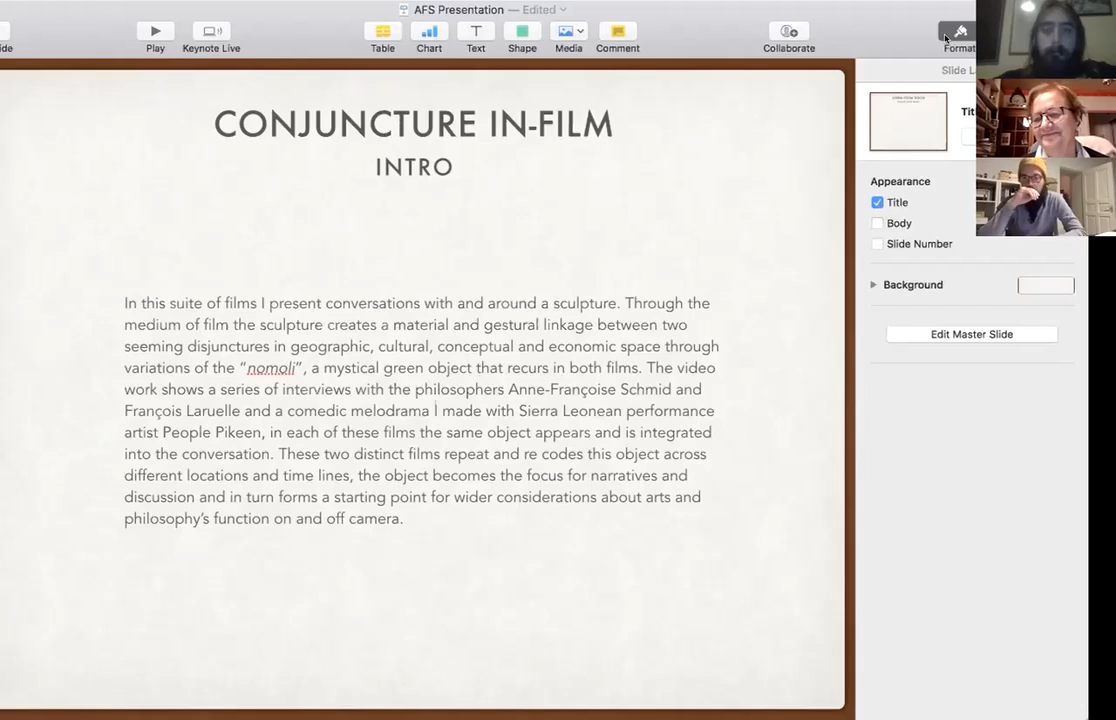 AFS Presentation — Edited
ide
Play
Keynote Live
Table
Chart
Text
Shape
Media
Comment
Collaborate
Format
CONJUNCTURE IN-FILM
INTRO
In this suite of films I present conversations with and around a sculpture. Through the
medium of film the sculpture creates a material and gestural linkage between two
seeming disjunctures in geographic, cultural, conceptual and economic space through
variations of the “nomoli”, a mystical green object that recurs in both films. The video
work shows a series of interviews with the philosophers Anne-Françoise Schmid and
François Laruelle and a comedic melodrama I made with Sierra Leonean performance
artist People Pikeen, in each of these films the same object appears and is integrated
into the conversation. These two distinct films repeat and re codes this object across
different locations and time lines, the object becomes the focus for narratives and
discussion and in turn forms a starting point for wider considerations about arts and
philosophy’s function on and off camera.
Slide La
Tit
Appearance
Title
Body
Slide Number
Background
Edit Master Slide